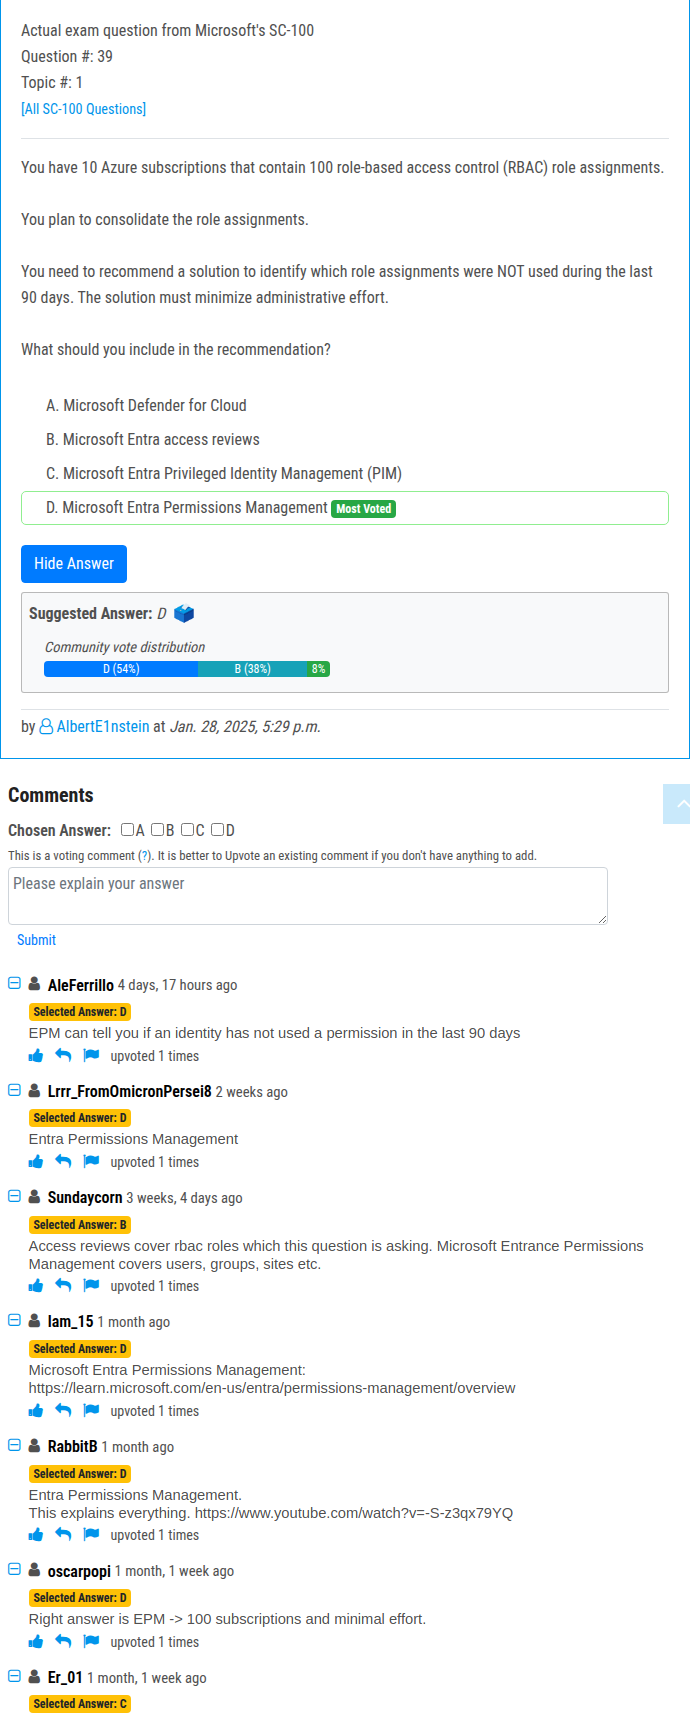 Actual exam question from Microsoft's SC-100
Question #: 39
Topic #: 1
[All SC-100 Questions]
You have 10 Azure subscriptions that contain 100 role-based access control (RBAC) role assignments.
You plan to consolidate the role assignments.
You need to recommend a solution to identify which role assignments were NOT used during the last
90 days. The solution must minimize administrative effort.
What should you include in the recommendation?
A. Microsoft Defender for Cloud
B. Microsoft Entra access reviews
C. Microsoft Entra Privileged Identity Management (PIM)
D. Microsoft Entra Permissions Management Most Voted
Hide Answer
Suggested Answer: D
Community vote distribution
D (54%) B (38%) 8%
by AlbertE1nstein at Jan. 28, 2025, 5:29 p.m.
Comments
Chosen Answer: A B C D
This is a voting comment (?). It is better to Upvote an existing comment if you don't have anything to add.
Please explain your answer
Submit
AleFerrillo 4 days, 17 hours ago
Selected Answer: D
EPM can tell you if an identity has not used a permission in the last 90 days
upvoted 1 times
Lrrr_FromOmicronPersei8 2 weeks ago
Selected Answer: D
Entra Permissions Management
upvoted 1 times
Sundaycorn 3 weeks, 4 days ago
Selected Answer: B
Access reviews cover rbac roles which this question is asking. Microsoft Entrance Permissions
Management covers users, groups, sites etc.
upvoted 1 times
Iam_15 1 month ago
Selected Answer: D
Microsoft Entra Permissions Management:
https://learn.microsoft.com/en-us/entra/permissions-management/overview
upvoted 1 times
RabbitB 1 month ago
Selected Answer: D
Entra Permissions Management.
This explains everything. https://www.youtube.com/watch?v=-S-z3qx79YQ
upvoted 1 times
oscarpopi 1 month, 1 week ago
Selected Answer: D
Right answer is EPM -> 100 subscriptions and minimal effort.
upvoted 1 times
Er_01 1 month, 1 week ago
Selected Answer: C